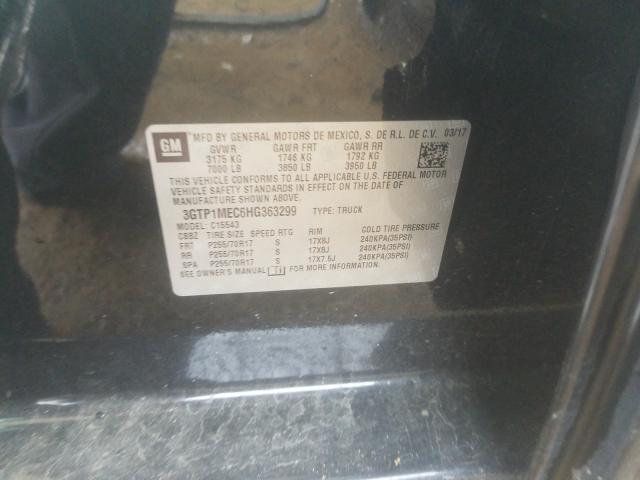 GM
MFD BY GENERAL MOTORS DE MEXICO, S. DE R.L. DE C.V. 03/17
GVWR GAWR FRT GAWR RR
3175 KG 1746 KG 1792 KG
7000 LB 3850 LB 3950 LB
THIS VEHICLE CONFORMS TO ALL APPLICABLE U.S. FEDERAL MOTOR
VEHICLE SAFETY STANDARDS IN EFFECT ON THE DATE OF
MANUFACTURE SHOWN ABOVE.
3GTP1MEC6HG363299 TYPE: TRUCK
MODEL: C15543
CBBZ TIRE SIZE SPEED RTG RIM COLD TIRE PRESSURE
FRT P255/70R17 S 17X8J 240KPA(35PSI)
RR P255/70R17 S 17X8J 240KPA(35PSI)
SPA P255/70R17 S 17X7.5J 240KPA(35PSI)
SEE OWNER'S MANUAL FOR MORE INFORMATION.